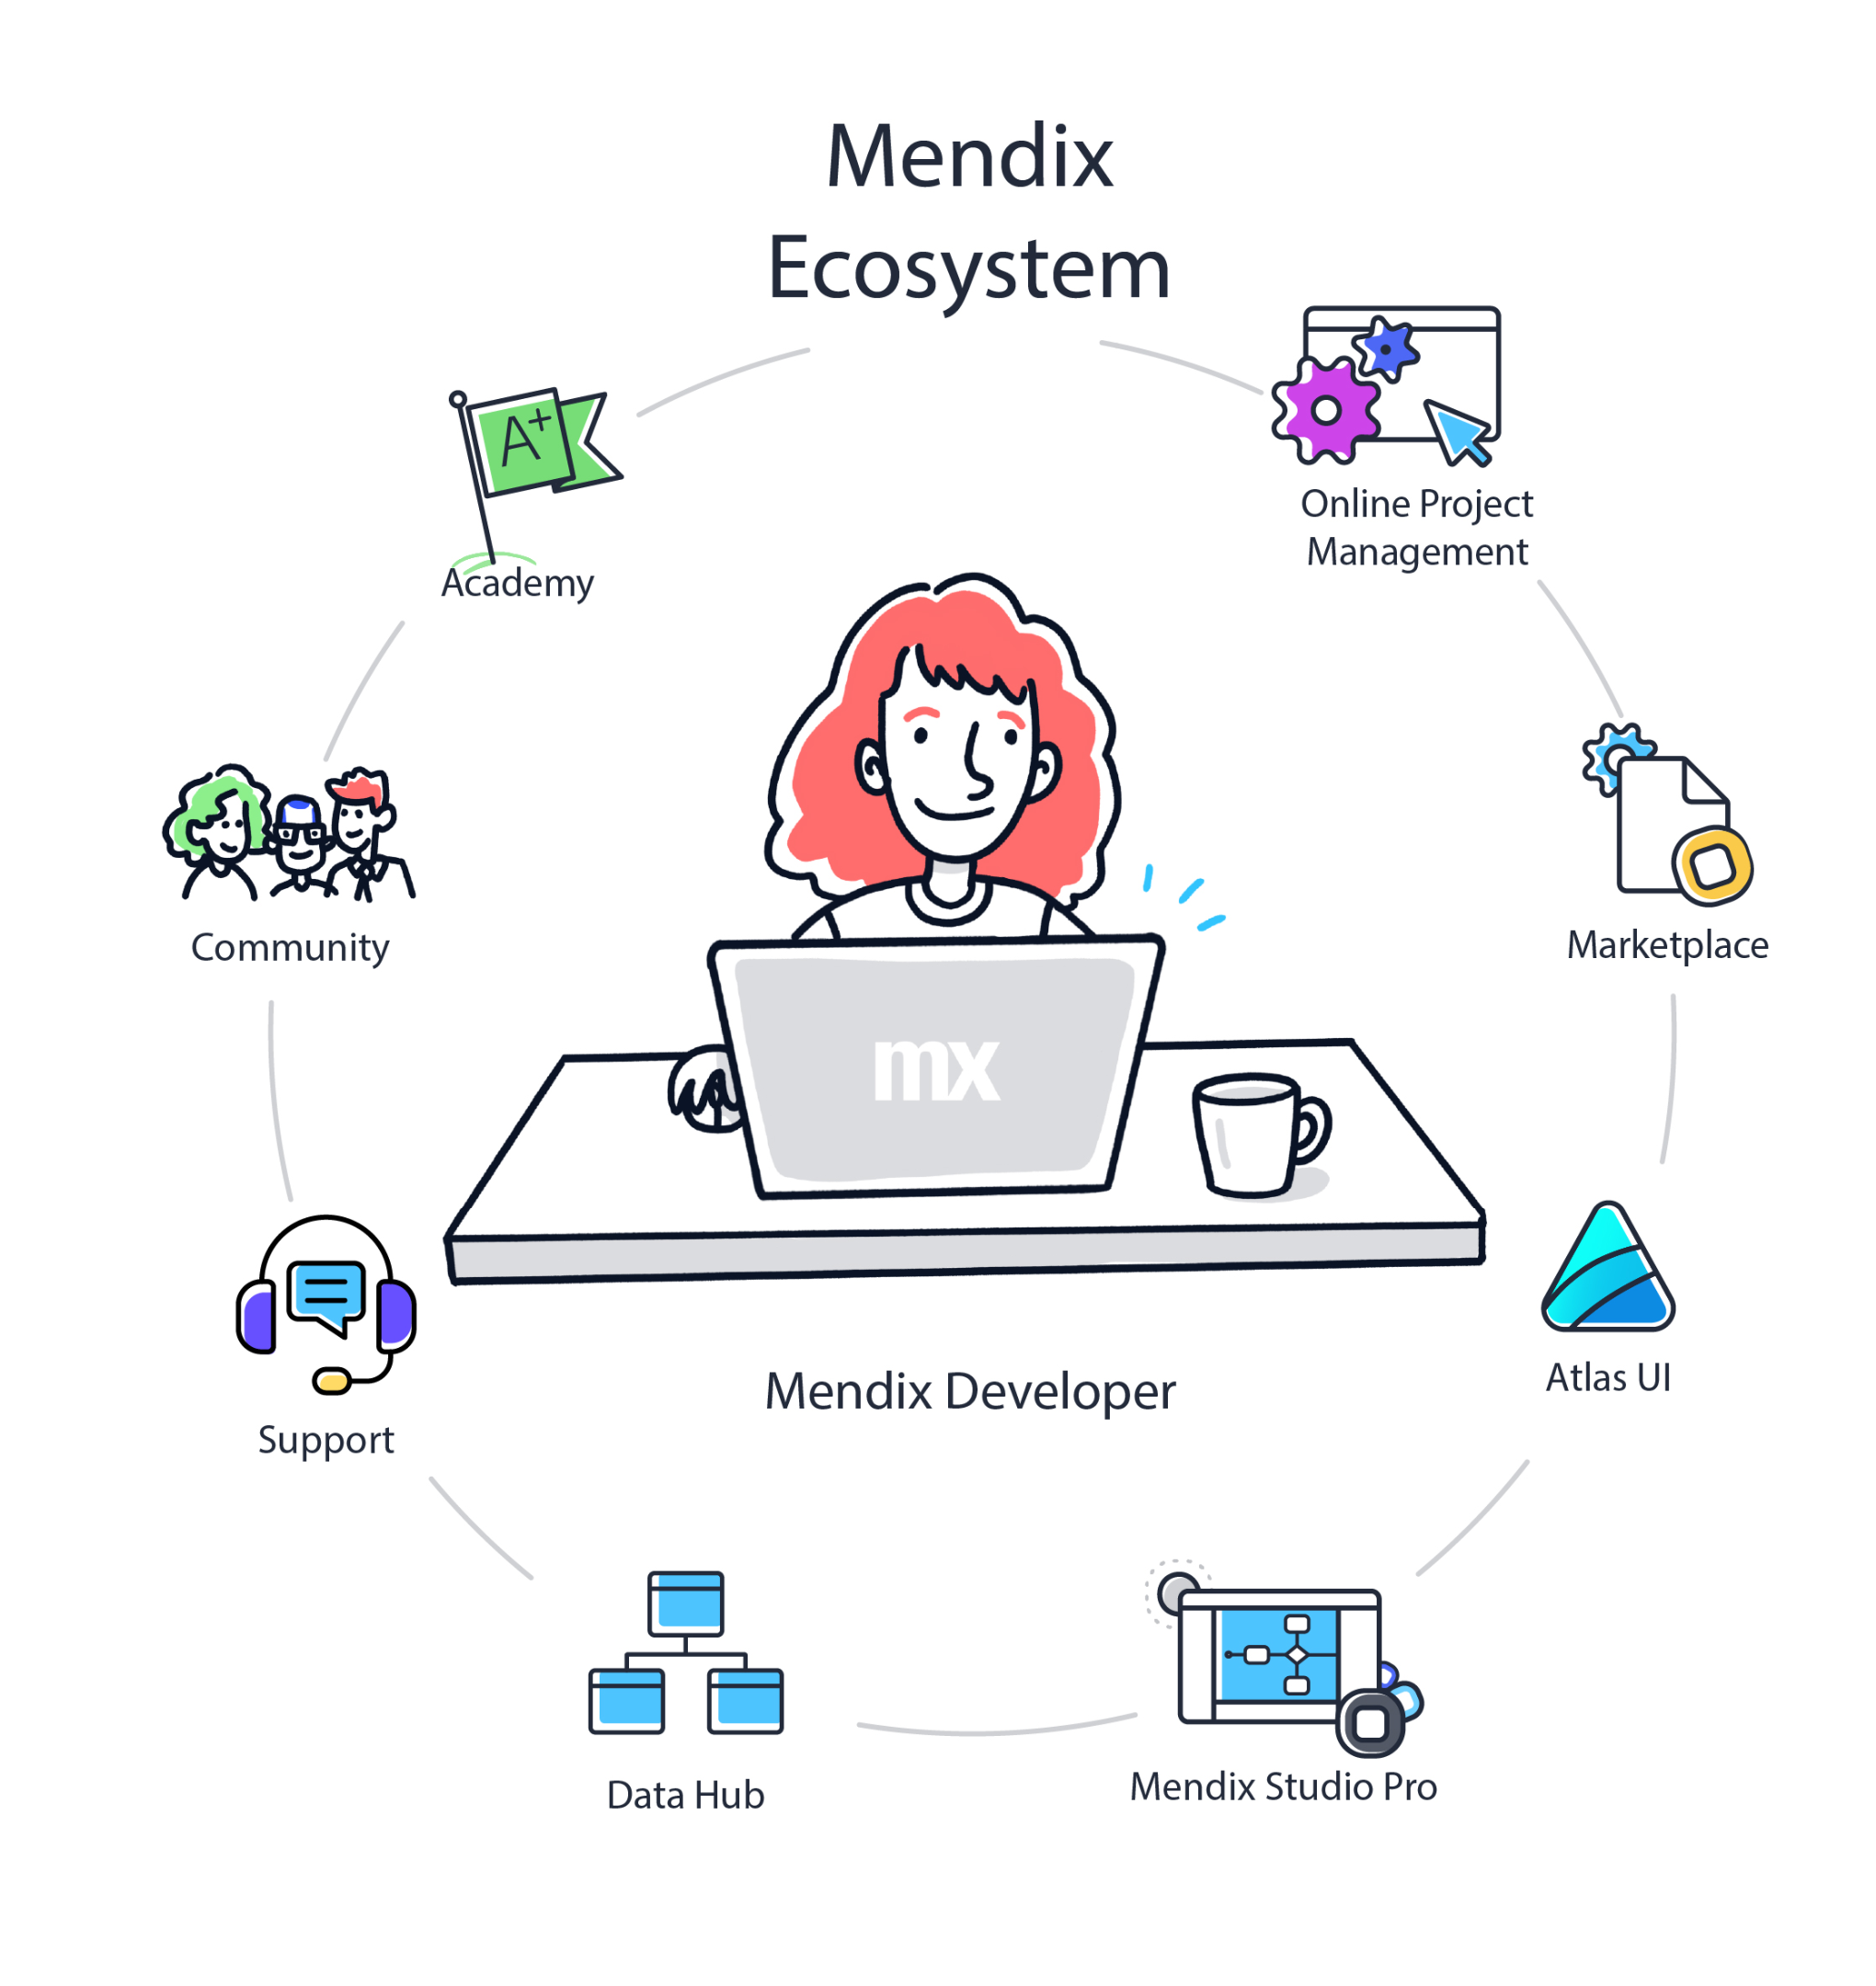 Mendix
Ecosystem
A+
Academy
Online Project
Management
Community
Marketplace
mx
Support
Mendix Developer
Atlas UI
Data Hub
Mendix Studio Pro